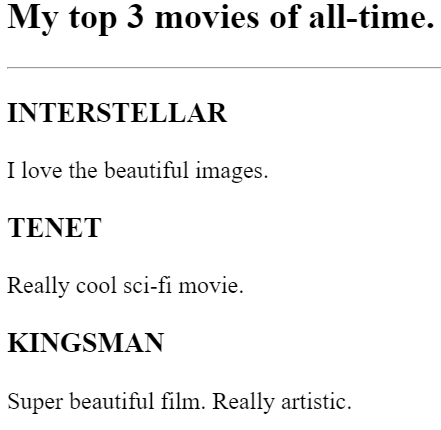 My top 3 movies of all-time.
INTERSTELLAR
I love the beautiful images.
TENET
Really cool sci-fi movie.
KINGSMAN
Super beautiful film. Really artistic.